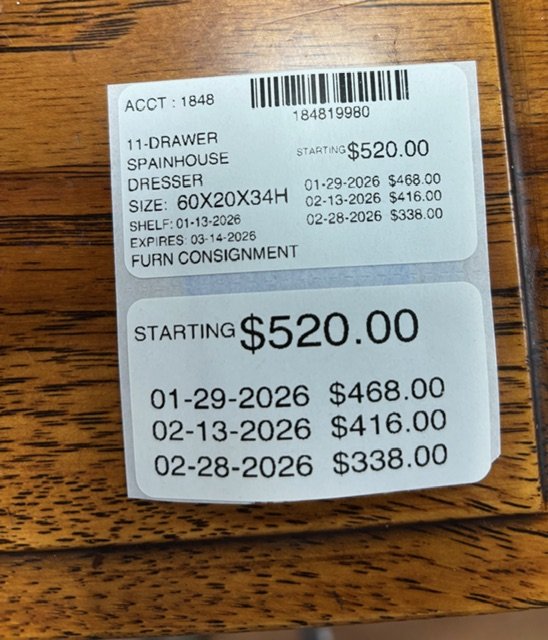 ACCT : 1848
184819980
11-DRAWER
SPAINHOUSE
DRESSER
SIZE: 60X20X34H
SHELF: 01-13-2026
EXPIRES: 03-14-2026
FURN CONSIGNMENT
STARTING $520.00
01-29-2026 $468.00
02-13-2026 $416.00
02-28-2026 $338.00
STARTING $520.00
01-29-2026 $468.00
02-13-2026 $416.00
02-28-2026 $338.00